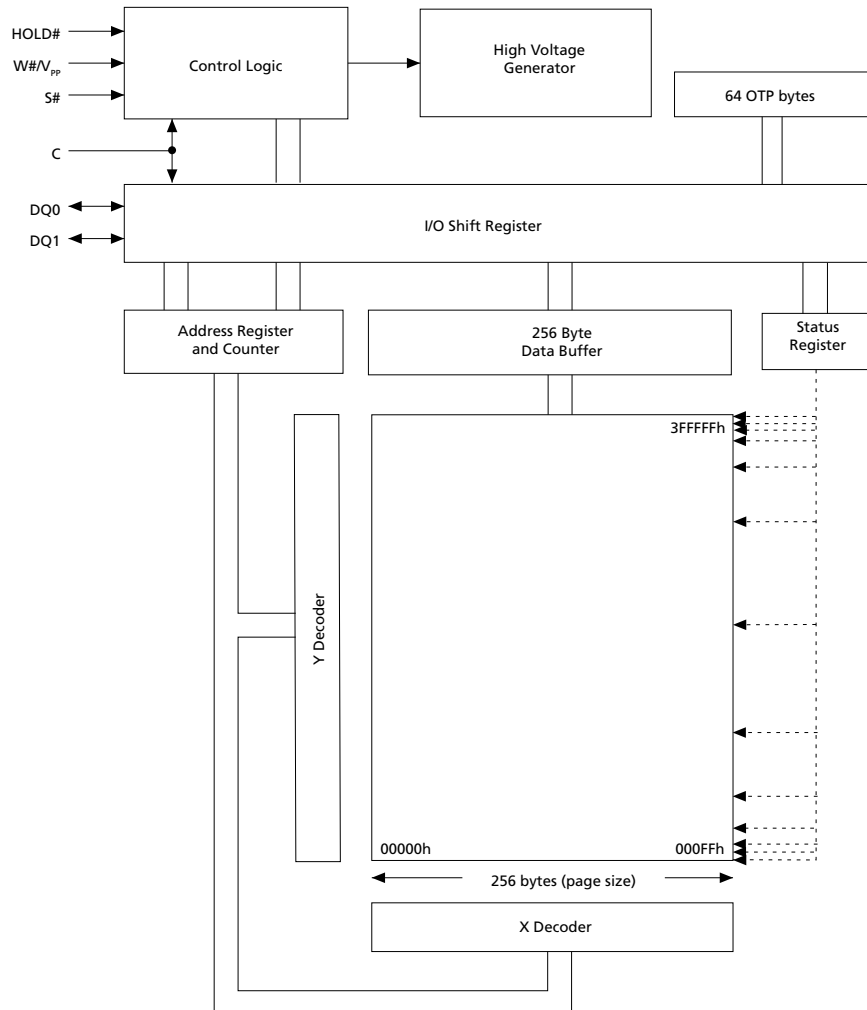 HOLD#
W#/VPP
S#
Control Logic
High Voltage
Generator
64 OTP bytes
C
DQ0
DQ1
I/O Shift Register
Address Register
and Counter
256 Byte
Data Buffer
Status
Register
3FFFFFh
Y Decoder
00000h
000FFh
256 bytes (page size)
X Decoder